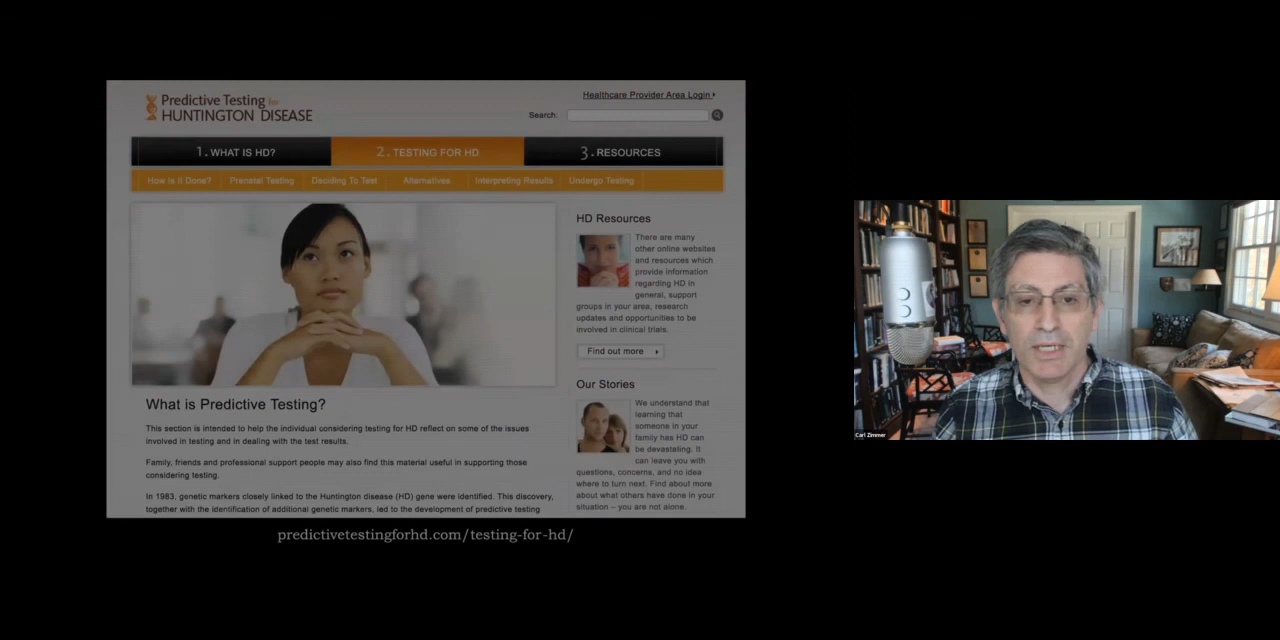 Predictive Testing for
HUNTINGTON DISEASE
Healthcare Provider Area Login
Search:
1. WHAT IS HD?
2. TESTING FOR HD
3. RESOURCES
How Is It Done?
Prenatal Testing
Deciding To Test
Alternatives
Interpreting Results
Undergo Testing
What is Predictive Testing?
This section is intended to help the individual considering testing for HD reflect on some of the issues
involved in testing and in dealing with the test results.
Family, friends and professional support people may also find this material useful in supporting those
considering testing.
In 1983, genetic markers closely linked to the Huntington disease (HD) gene were identified. This discovery,
together with the identification of additional genetic markers, led to the development of predictive testing
HD Resources
There are many
other online websites
and resources which
provide information
regarding HD in
general, support
groups in your area, research
updates and opportunities to be
involved in clinical trials.
Find out more
Our Stories
We understand that
learning that
someone in your
family has HD can
be devastating. It
can leave you with
questions, concerns, and no idea
where to turn next. Find about more
about what others have done in your
situation – you are not alone.
predictivetestingforhd.com/testing-for-hd/
Carl Zimmer